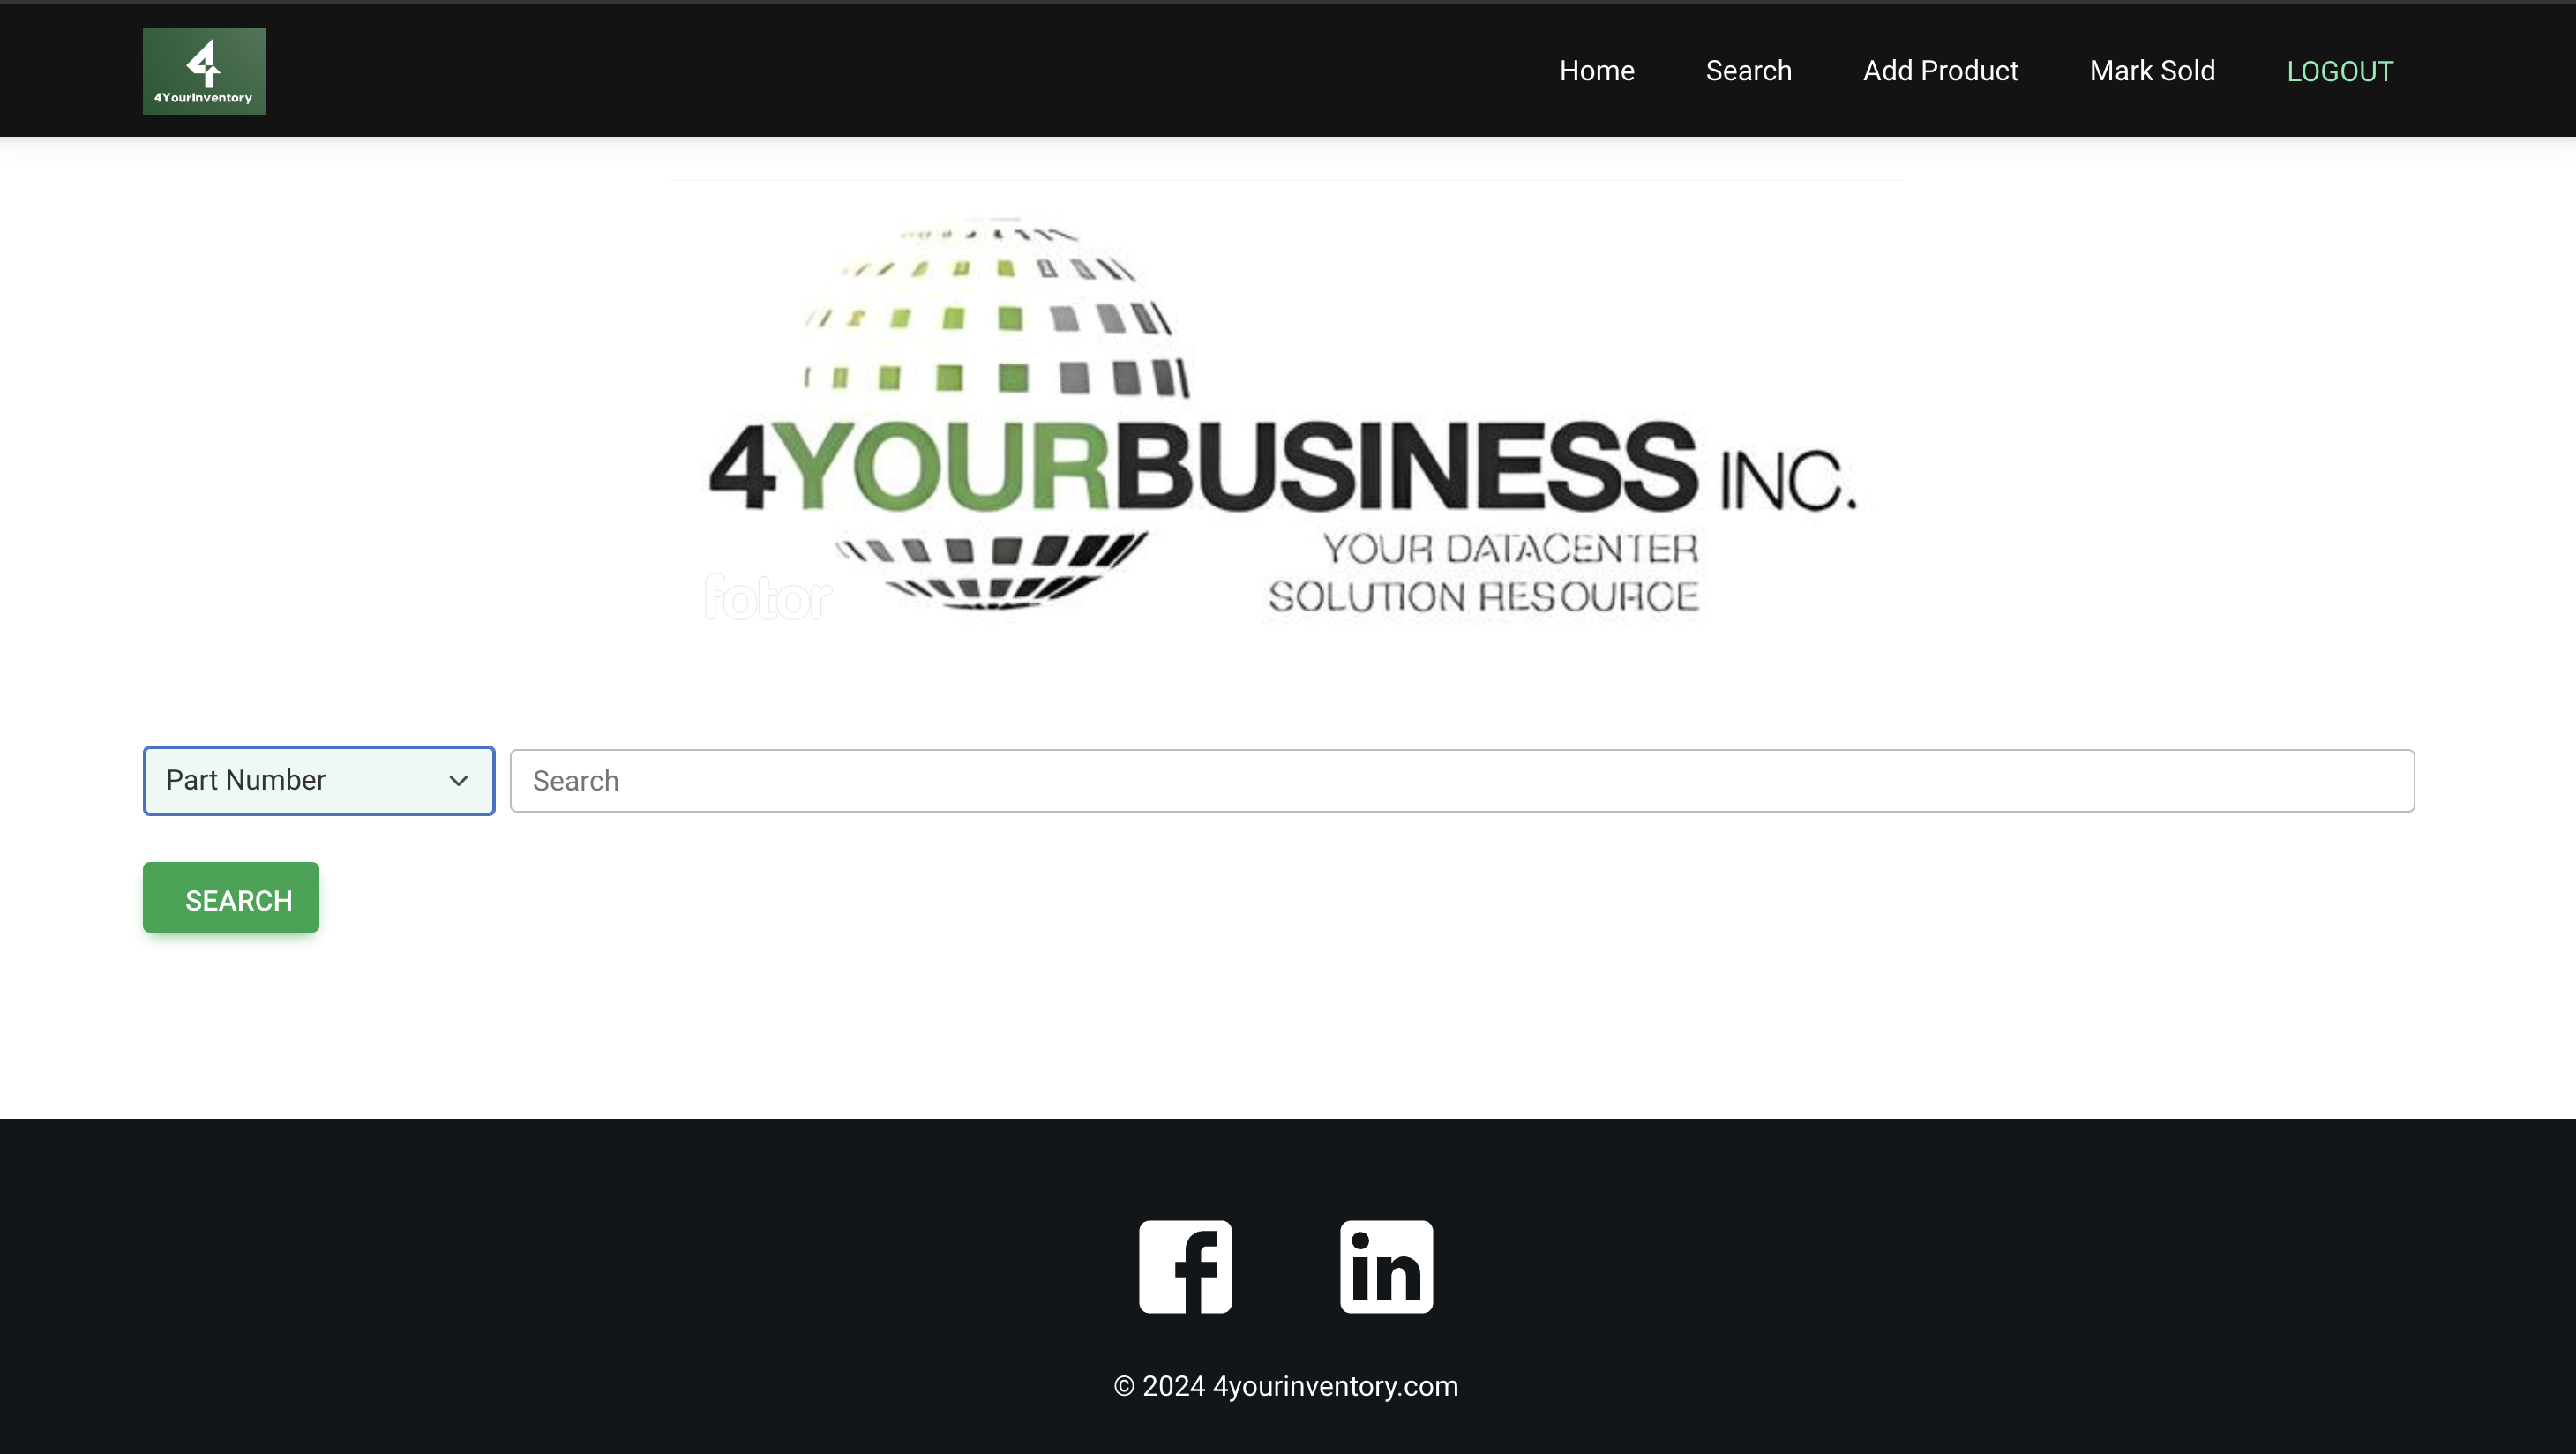 4YourInventory
Home Search Add Product Mark Sold LOGOUT
4YOURBUSINESS INC.
YOUR DATACENTER
SOLUTION RESOURCE
fotor
Part Number
Search
SEARCH
© 2024 4yourinventory.com